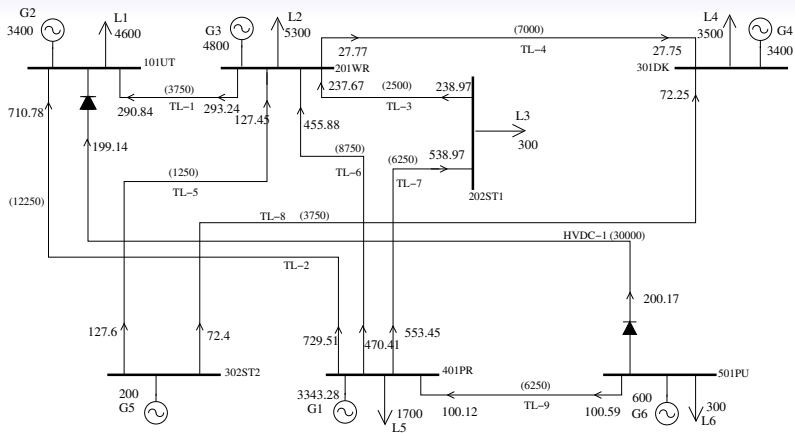 G2
3400
L1
4600
G3
4800
L2
5300
(7000)
27.77
TL-4
27.75
L4
3500
G4
3400
101UT
201WR
301DK
710.78
290.84
(3750)
TL-1
293.24
127.45
237.67
(2500)
TL-3
238.97
72.25
199.14
455.88
L3
300
(8750)
TL-6
(6250)
TL-7
538.97
(1250)
TL-5
202ST1
(12250)
TL-8 (3750)
HVDC-1 (30000)
TL-2
200.17
127.6
72.4
729.51
470.41
553.45
302ST2
401PR
501PU
200
G5
3343.28
G1
1700
L5
100.12
(6250)
TL-9
100.59
600
G6
300
L6